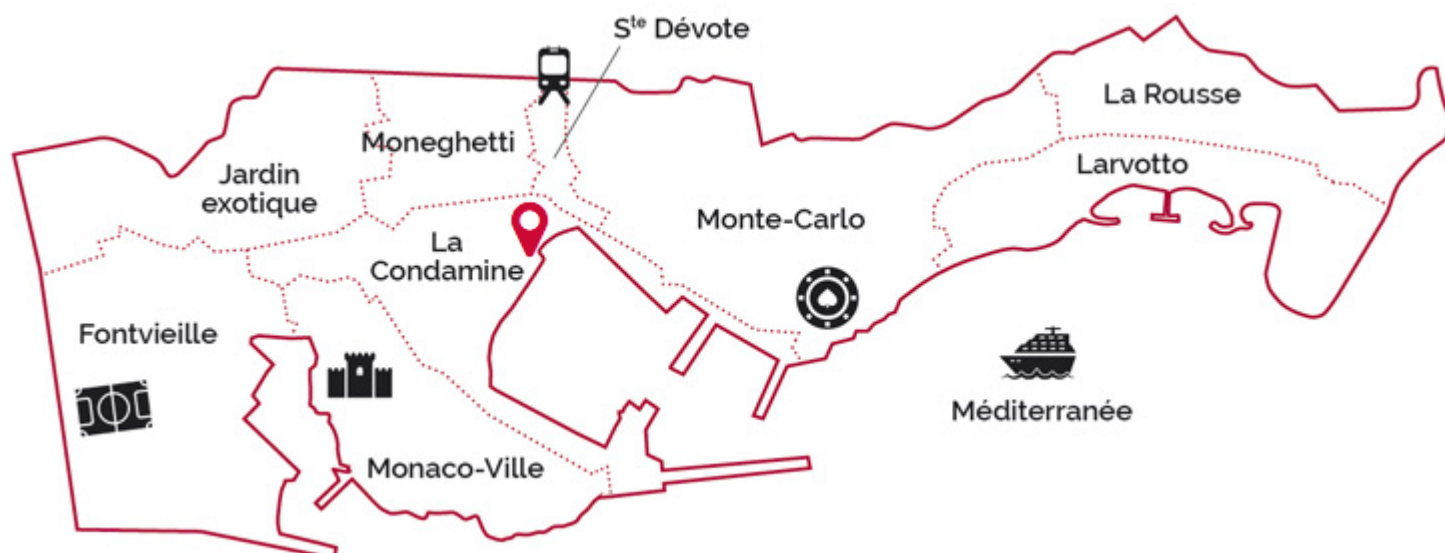 Sᵗᵉ Dévote
La Rousse
Moneghetti
Larvotto
Jardin
exotique
Monte-Carlo
La
Condamine
Fontvieille
Méditerranée
Monaco-Ville